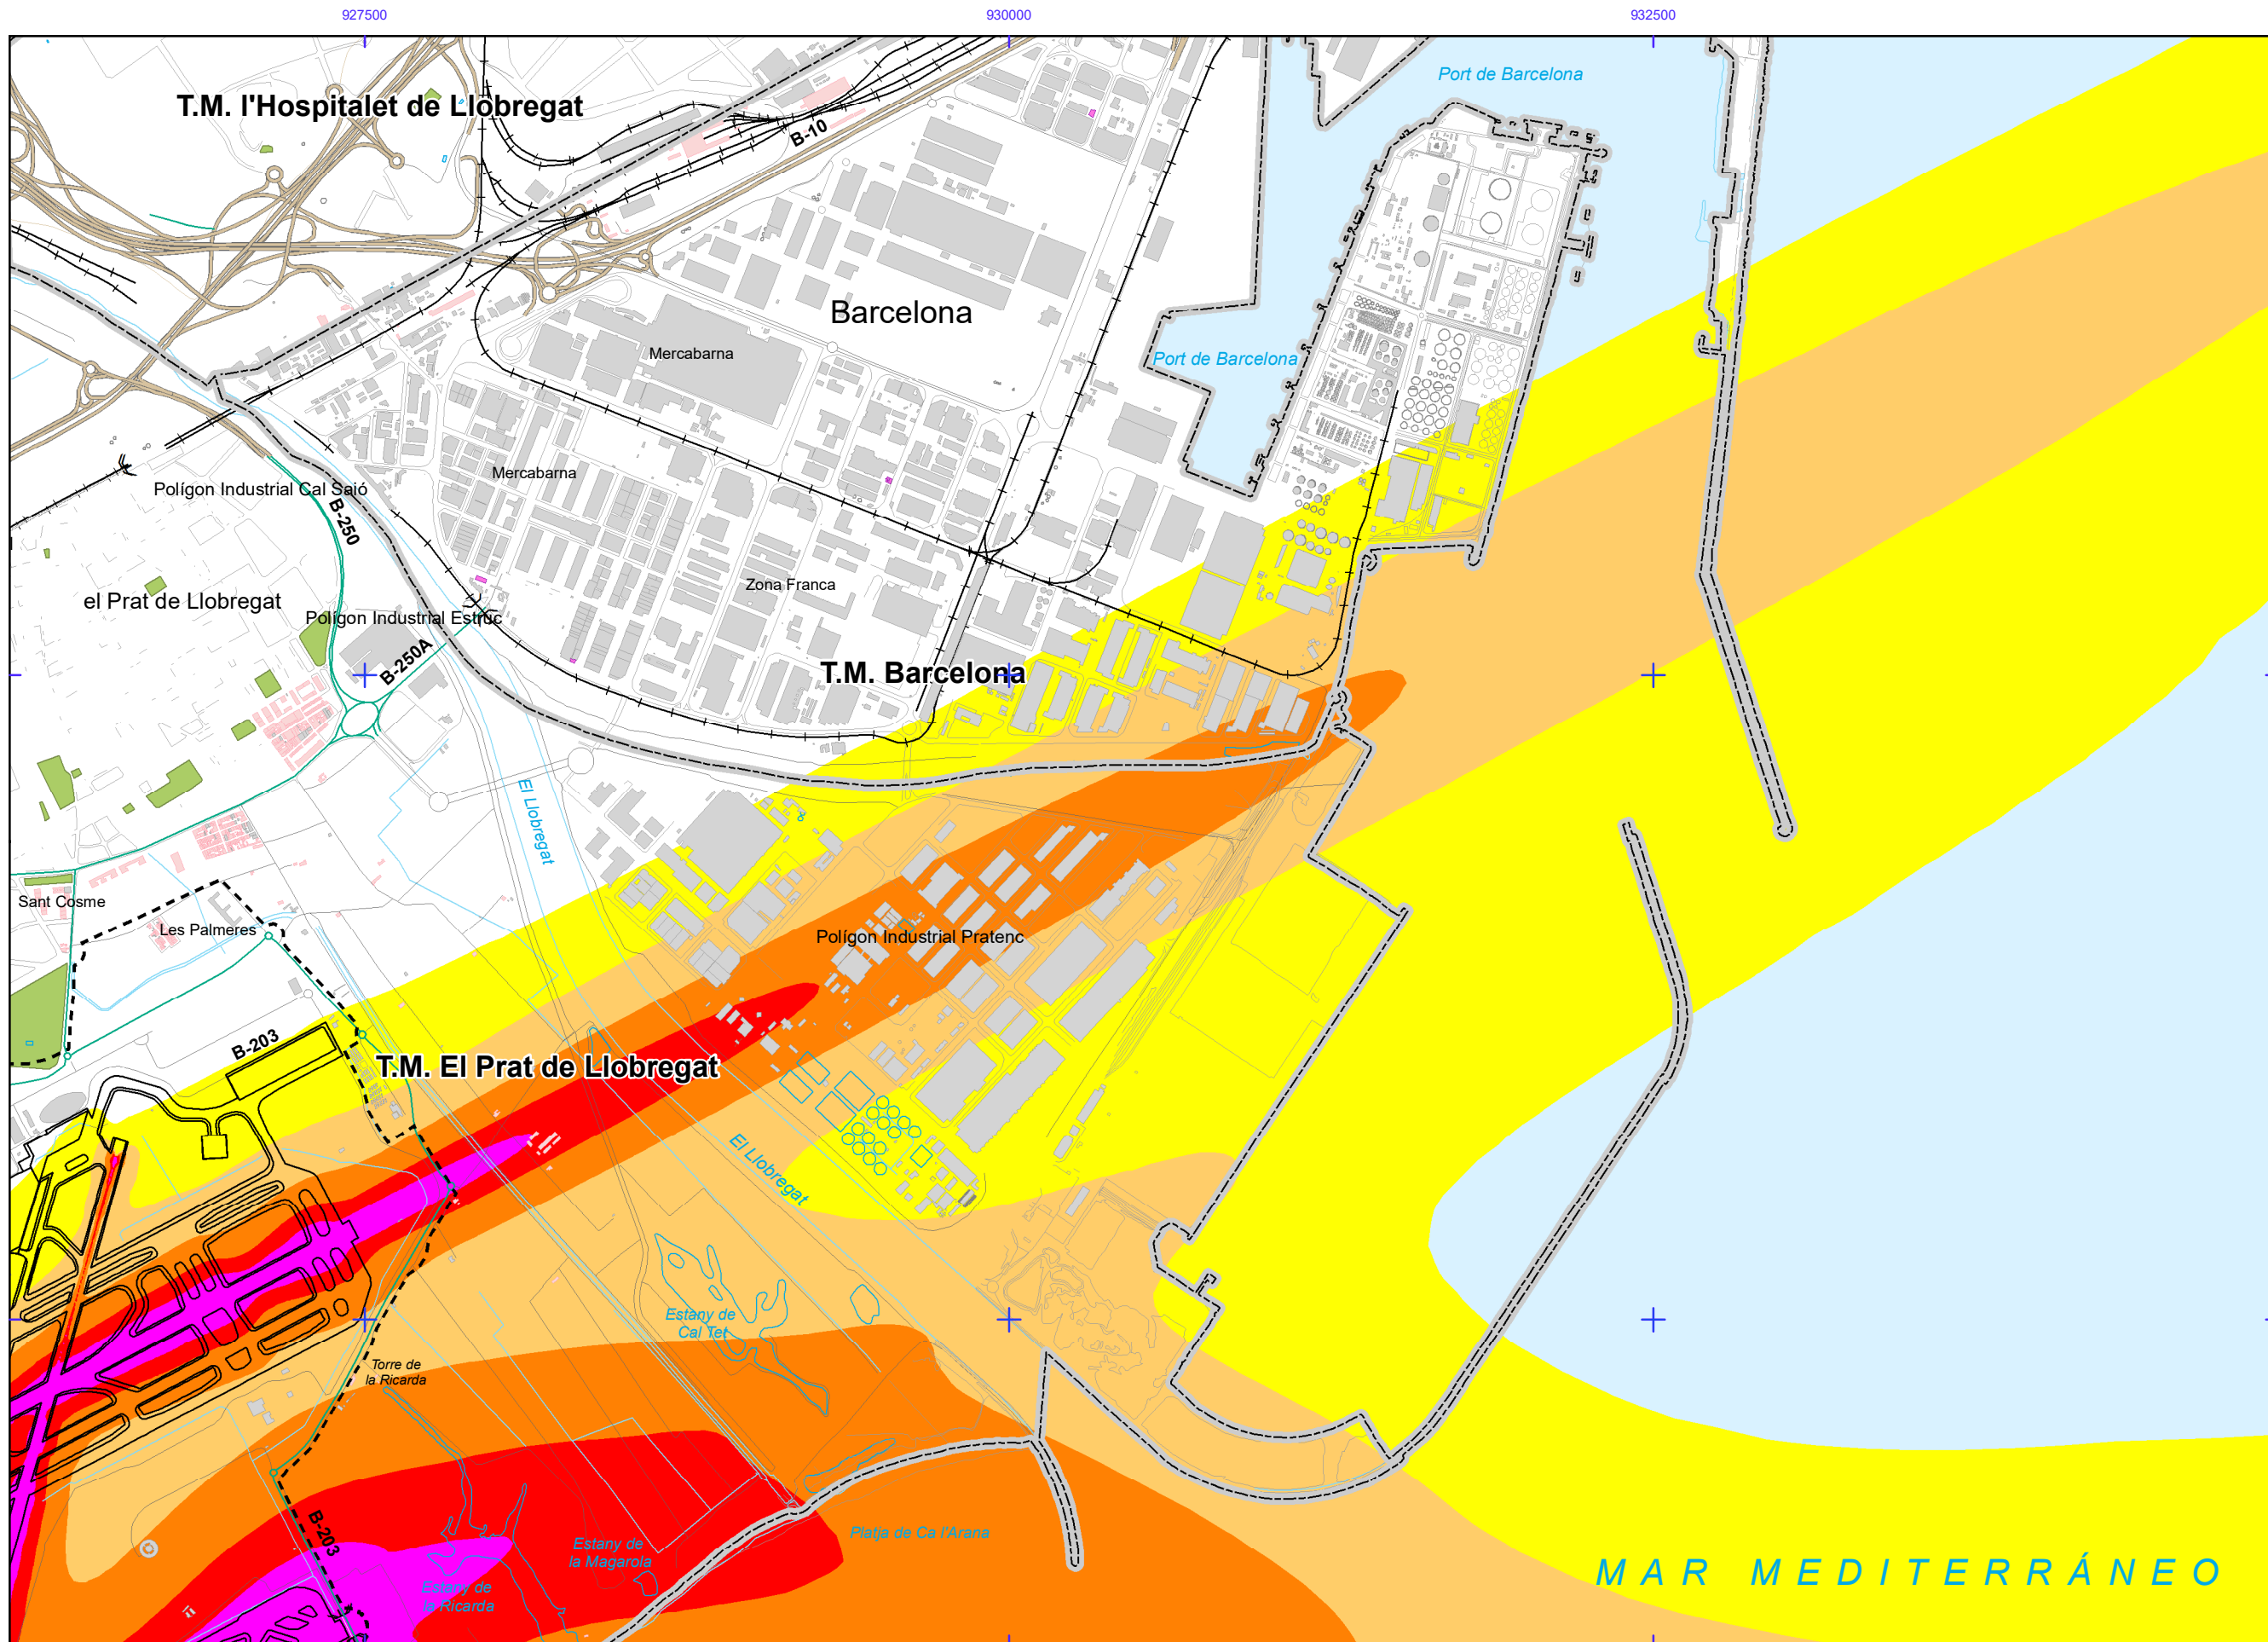 927500
930000
932500
Port de Barcelona
T.M. l'Hospitalet de Llobregat
B-10
Barcelona
Mercabarna
Port de Barcelona
Mercabarna
Polígon Industrial Cal Saió
B-250
Zona Franca
el Prat de Llobregat
Polígon Industrial Estruc
B-250A
T.M. Barcelona
El Llobregat
Sant Cosme
Les Palmeres
Polígon Industrial Pratenc
B-203
T.M. El Prat de Llobregat
El Llobregat
Estany de
Cal Tet
Torre de
la Ricarda
B-203
Platja de Ca l'Arana
Estany de
la Magarola
Estany de
la Ricarda
MAR MEDITERRÁNEO